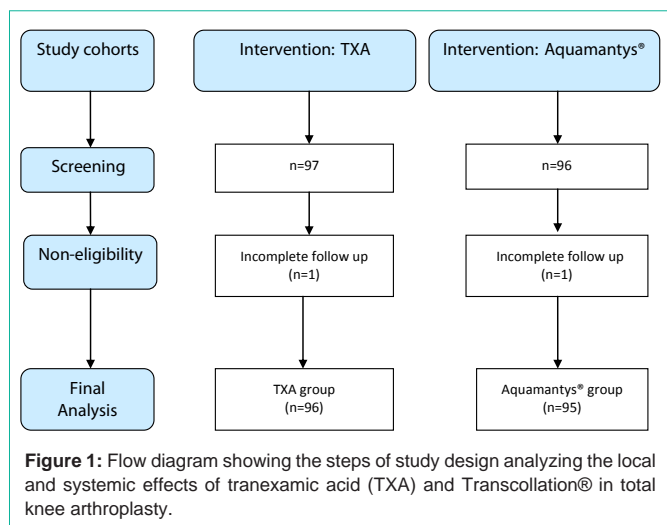 Study cohorts
Intervention: TXA
Intervention: Aquamantys®
Screening
n=97
n=96
Non-eligibility
Incomplete follow up
(n=1)
Incomplete follow up
(n=1)
Final
Analysis
TXA group
(n=96)
Aquamantys® group
(n=95)
Figure 1: Flow diagram showing the steps of study design analyzing the local
and systemic effects of tranexamic acid (TXA) and Transcollation® in total
knee arthroplasty.